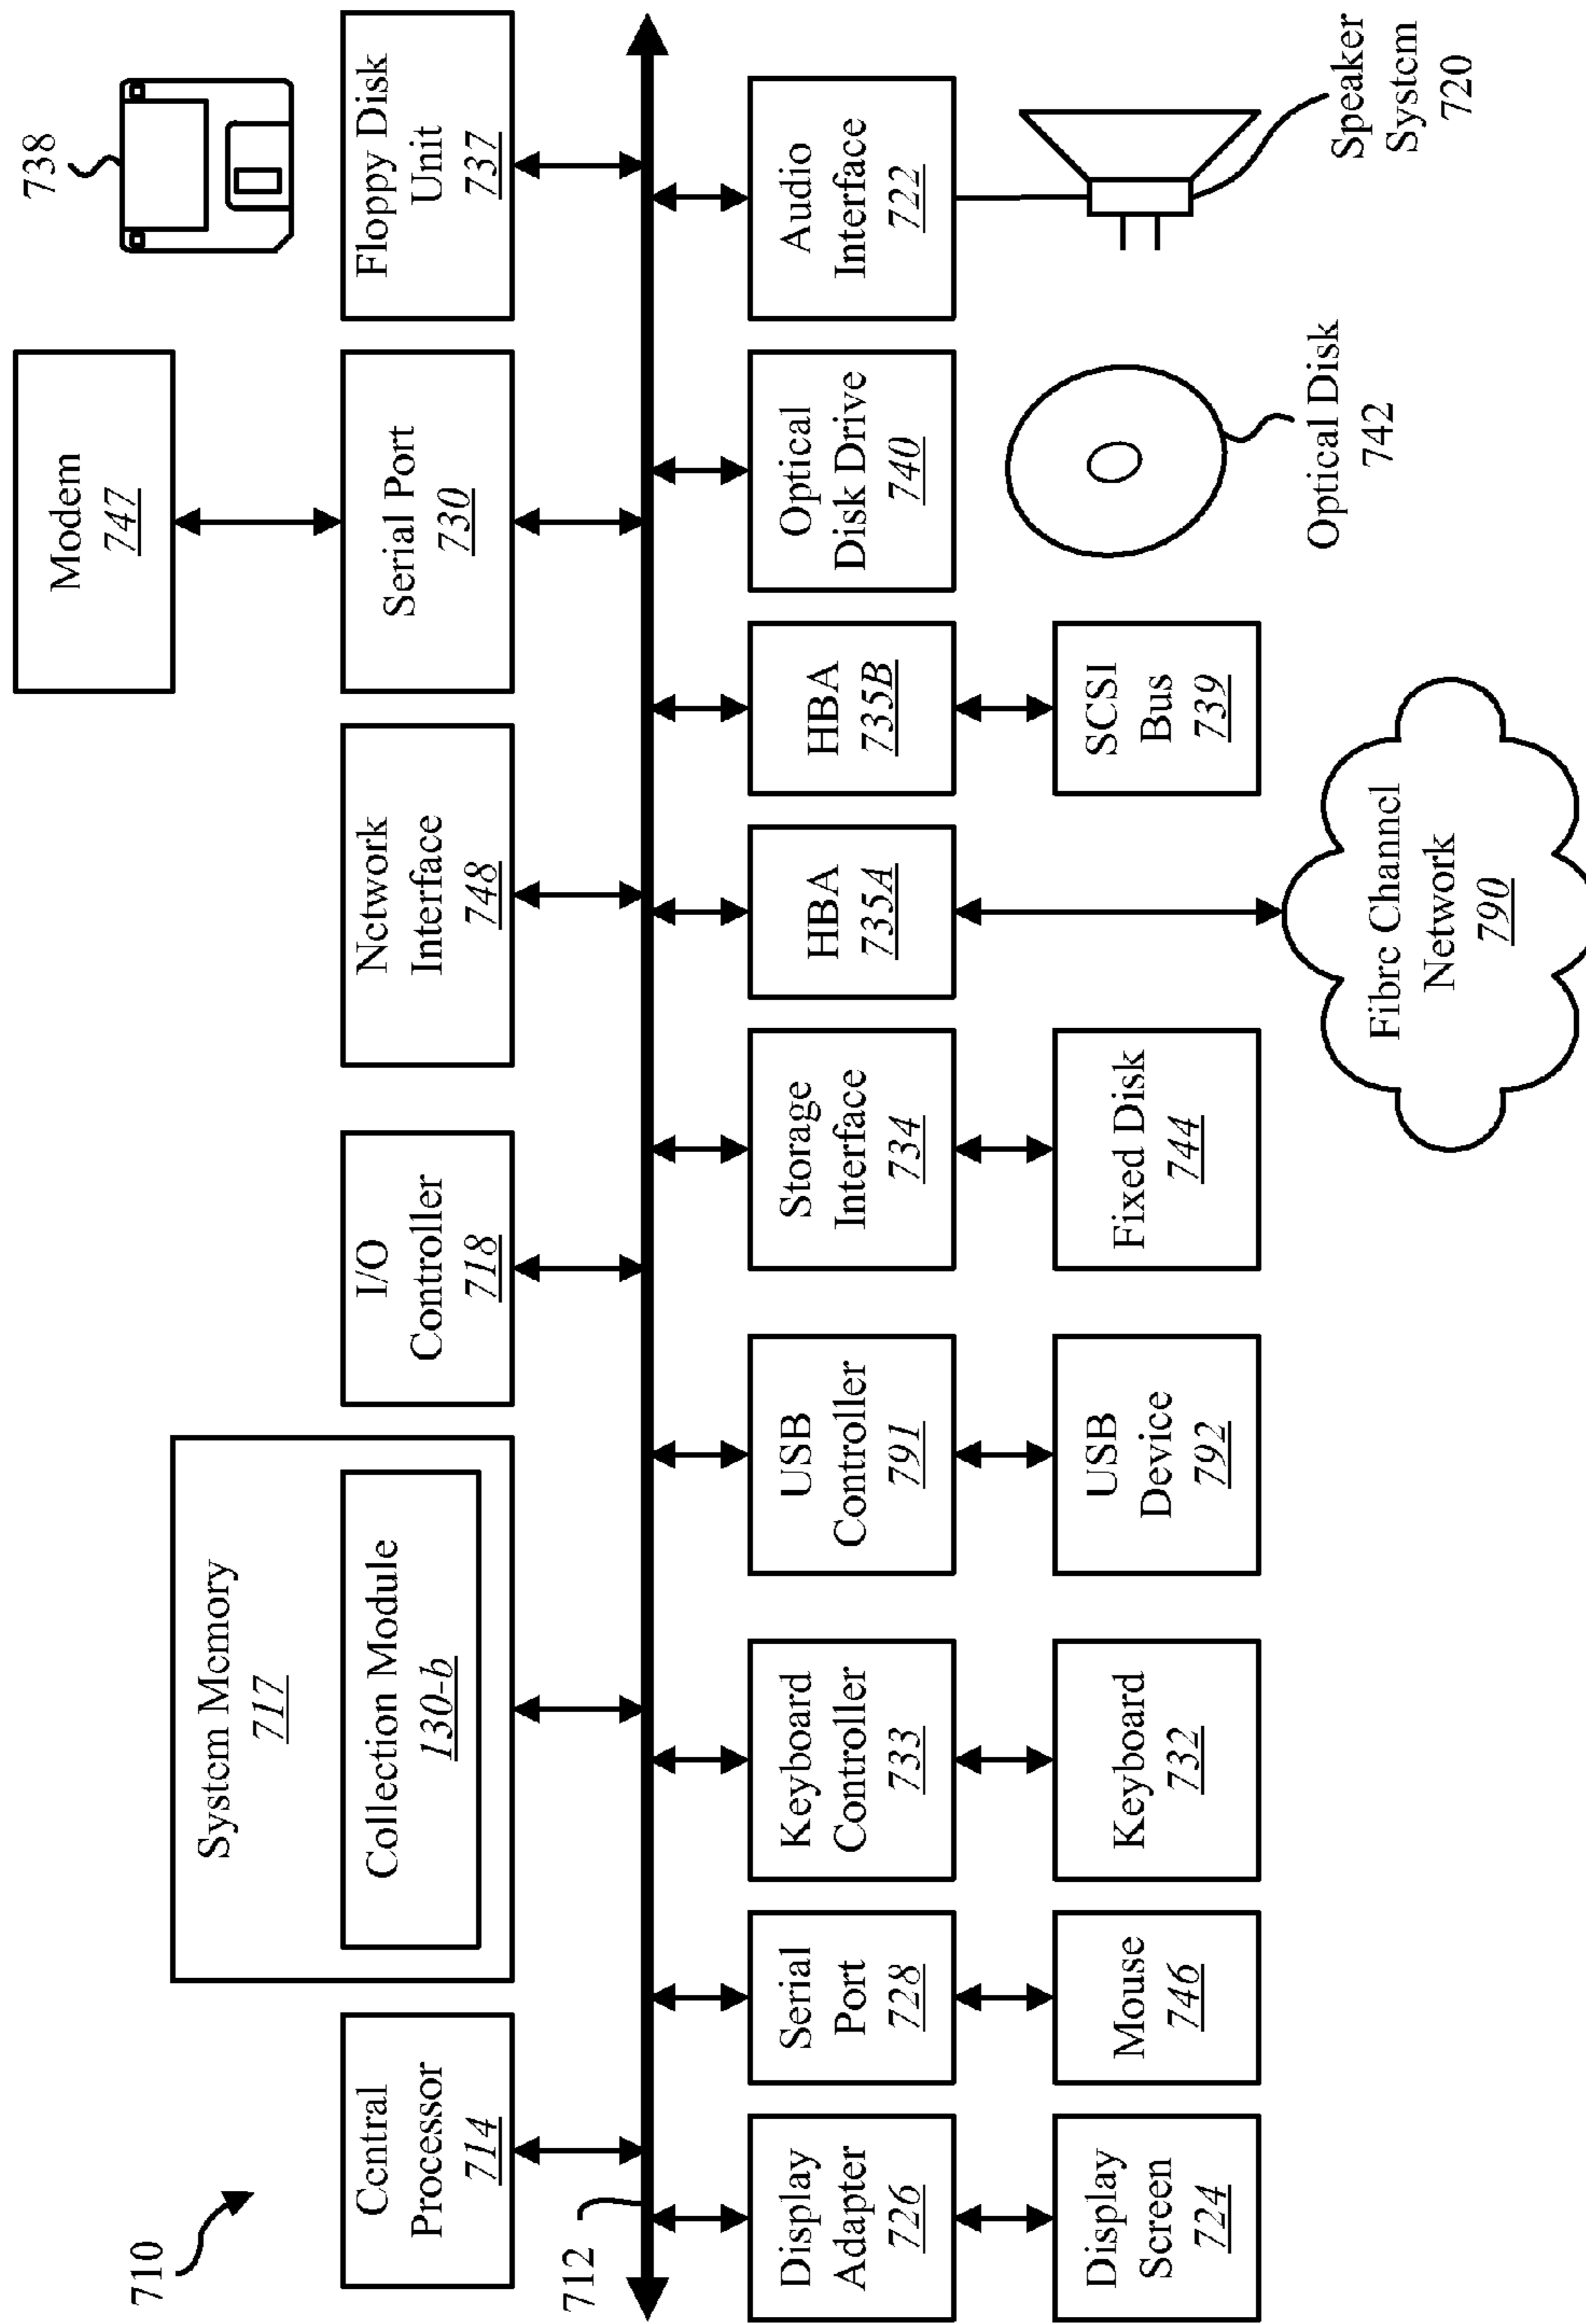 710
Central
Processor
714
System Memory
717
Collection Module
130-b
I/O
Controller
718
Network
Interface
748
Modem
747
Serial Port
730
738
Floppy Disk
Unit
737
712
Display
Adapter
726
Serial
Port
728
Keyboard
Controller
733
USB
Controller
791
Storage
Interface
734
HBA
735A
HBA
735B
Optical
Disk Drive
740
Audio
Interface
722
Display
Screen
724
Mouse
746
Keyboard
732
USB
Device
792
Fixed Disk
744
Fibre Channel
Network
790
SCSI
Bus
739
Optical Disk
742
Speaker
System
720